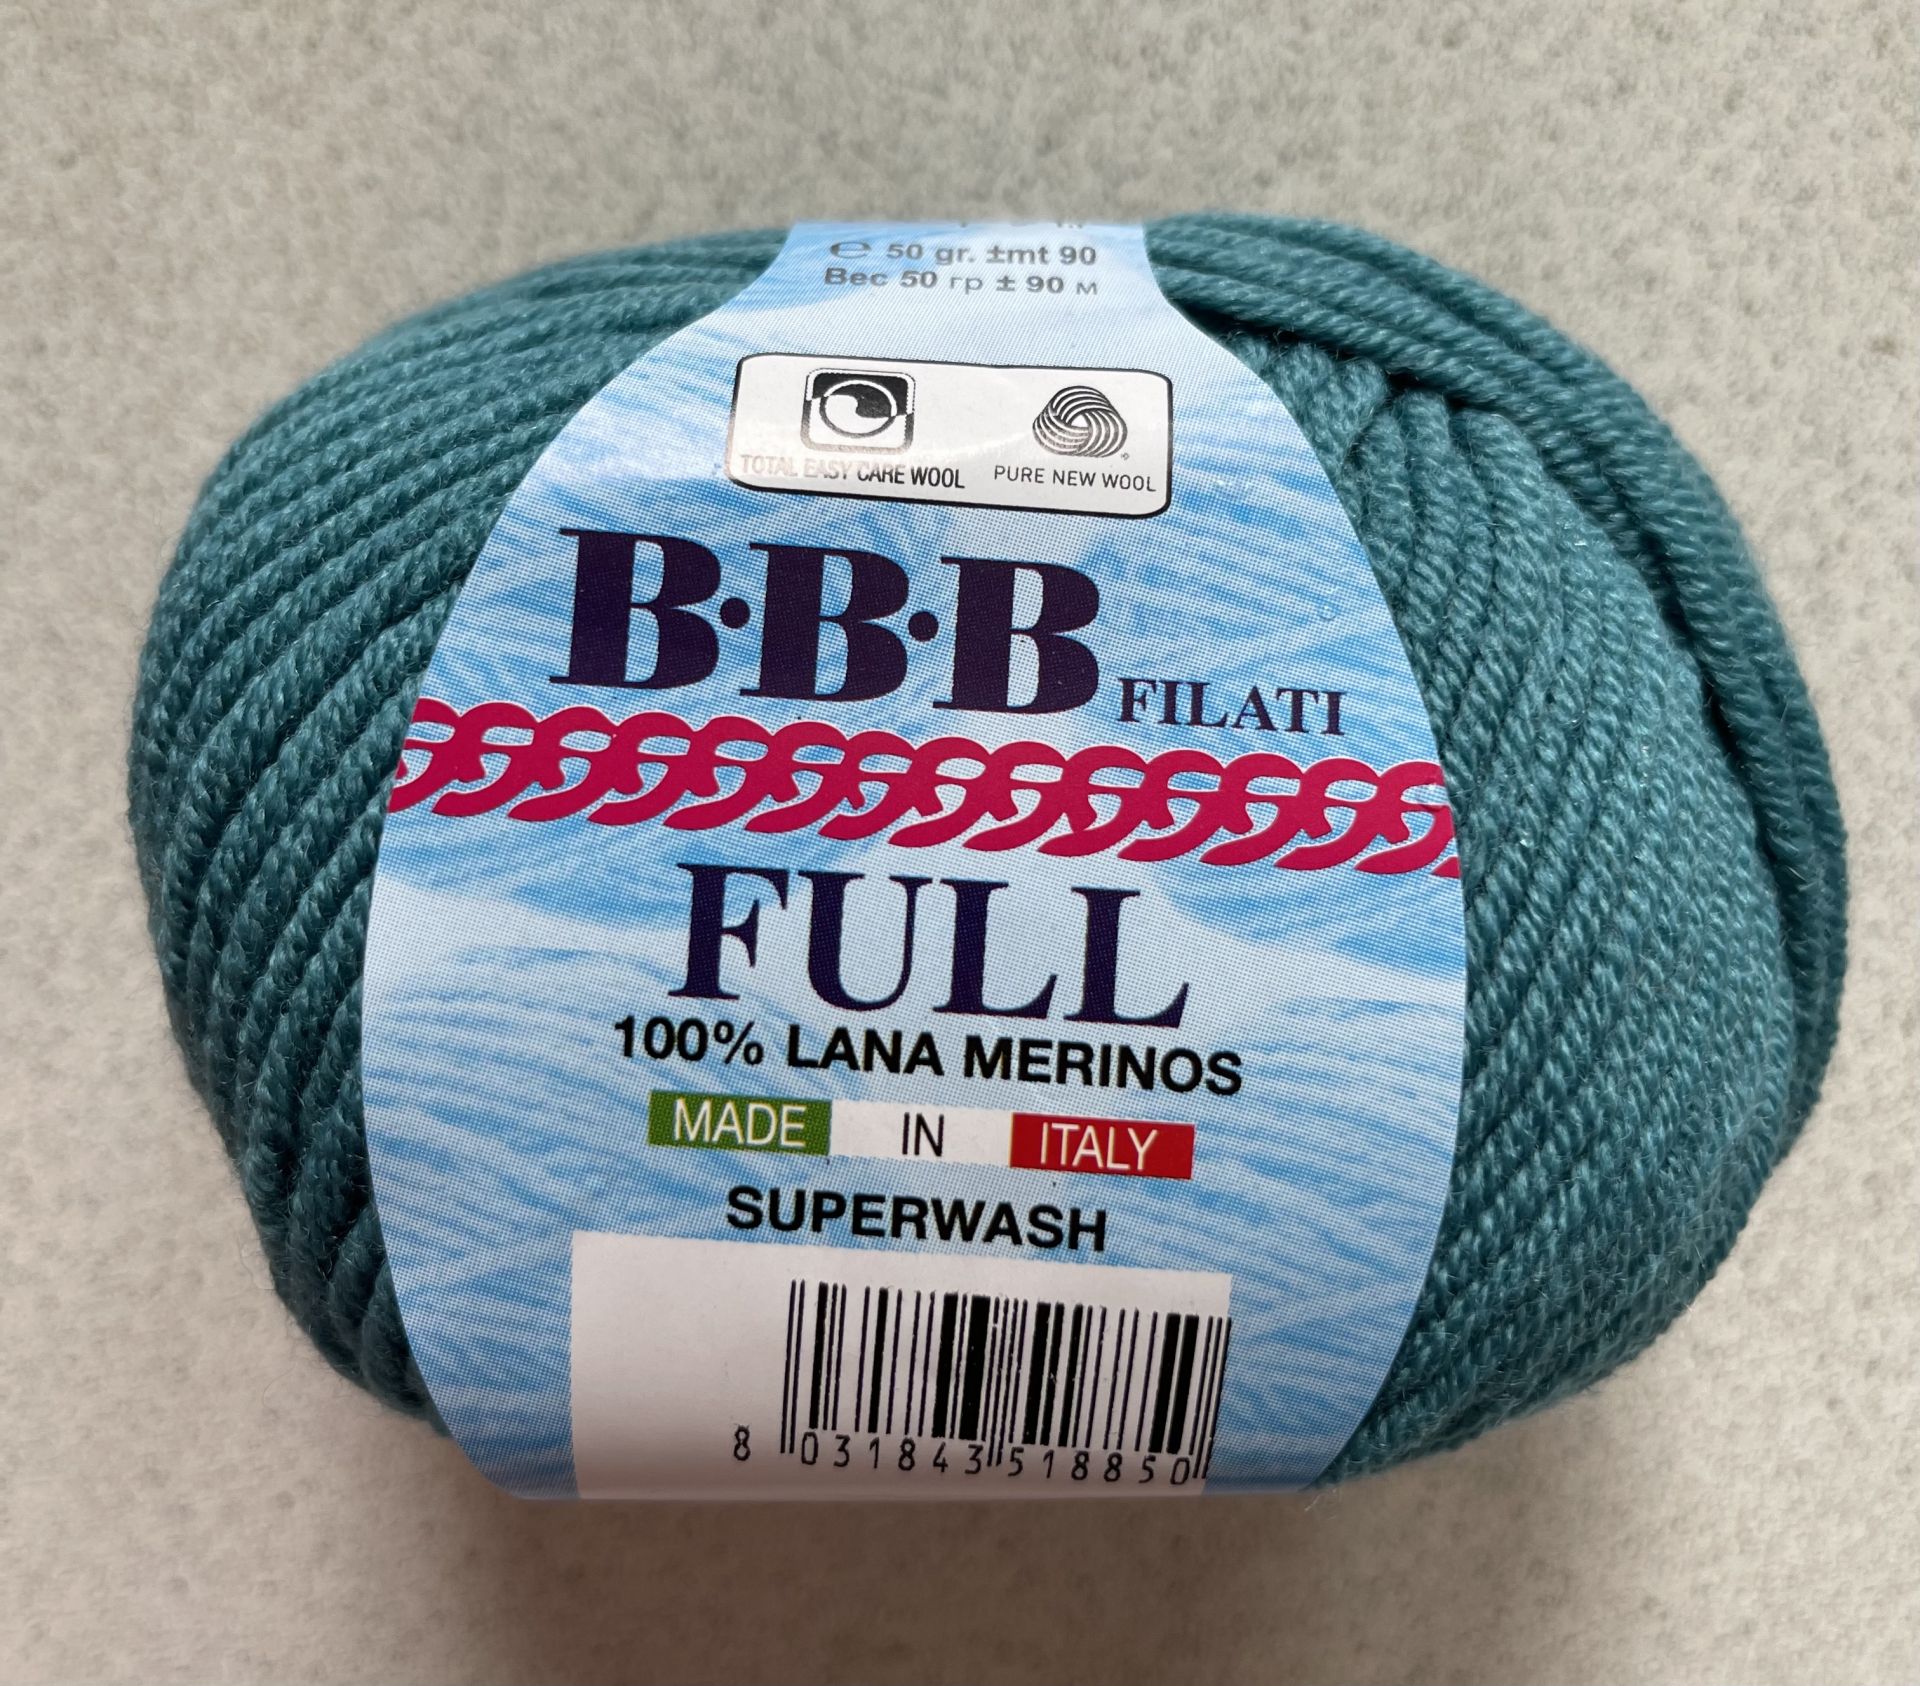 e 50 gr. ±mt 90
Вес 50 гр ± 90 м
TOTAL EASY CARE WOOL
PURE NEW WOOL
B•B•B FILATI
FULL
100% LANA MERINOS
MADE IN ITALY
SUPERWASH
8 031843 518850